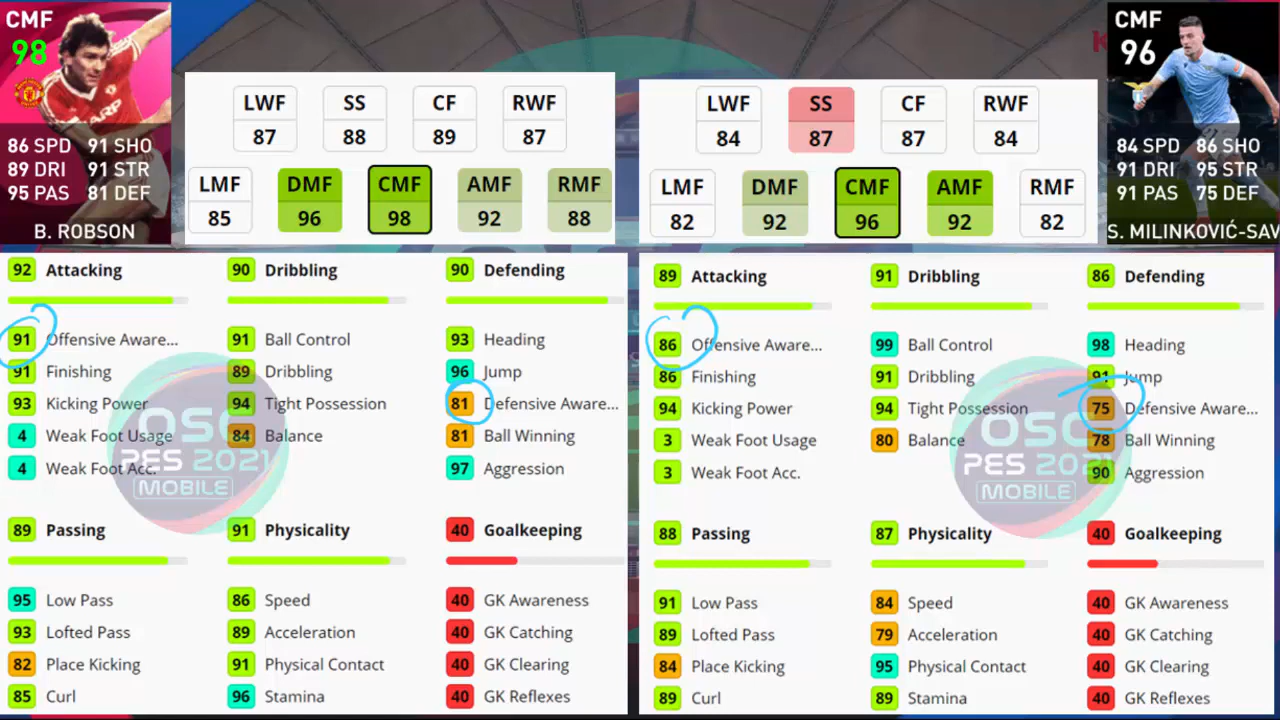 CMF
98
86 SPD 91 SHO
89 DRI 91 STR
95 PAS 81 DEF
B. ROBSON
LWF SS CF RWF
87 88 89 87
LMF DMF CMF AMF RMF
85 96 98 92 88
LWF SS CF RWF
84 87 87 84
LMF DMF CMF AMF RMF
82 92 96 92 82
CMF
96
84 SPD 86 SHO
91 DRI 95 STR
91 PAS 75 DEF
S. MILINKOVIĆ-SAV
92 Attacking 90 Dribbling 90 Defending
91 Offensive Aware... 91 Ball Control 93 Heading
91 Finishing 89 Dribbling 96 Jump
93 Kicking Power 94 Tight Possession 81 Defensive Aware...
4 Weak Foot Usage 84 Balance 81 Ball Winning
4 Weak Foot Acc. 97 Aggression
OSC
PES 2021
MOBILE
89 Passing 91 Physicality 40 Goalkeeping
95 Low Pass 86 Speed 40 GK Awareness
93 Lofted Pass 89 Acceleration 40 GK Catching
82 Place Kicking 91 Physical Contact 40 GK Clearing
85 Curl 96 Stamina 40 GK Reflexes
89 Attacking 91 Dribbling 86 Defending
86 Offensive Aware... 99 Ball Control 98 Heading
86 Finishing 91 Dribbling 91 Jump
94 Kicking Power 94 Tight Possession 75 Defensive Aware...
3 Weak Foot Usage 80 Balance 78 Ball Winning
3 Weak Foot Acc. 90 Aggression
OSC
PES 2021
MOBILE
88 Passing 87 Physicality 40 Goalkeeping
91 Low Pass 84 Speed 40 GK Awareness
89 Lofted Pass 79 Acceleration 40 GK Catching
84 Place Kicking 95 Physical Contact 40 GK Clearing
89 Curl 89 Stamina 40 GK Reflexes